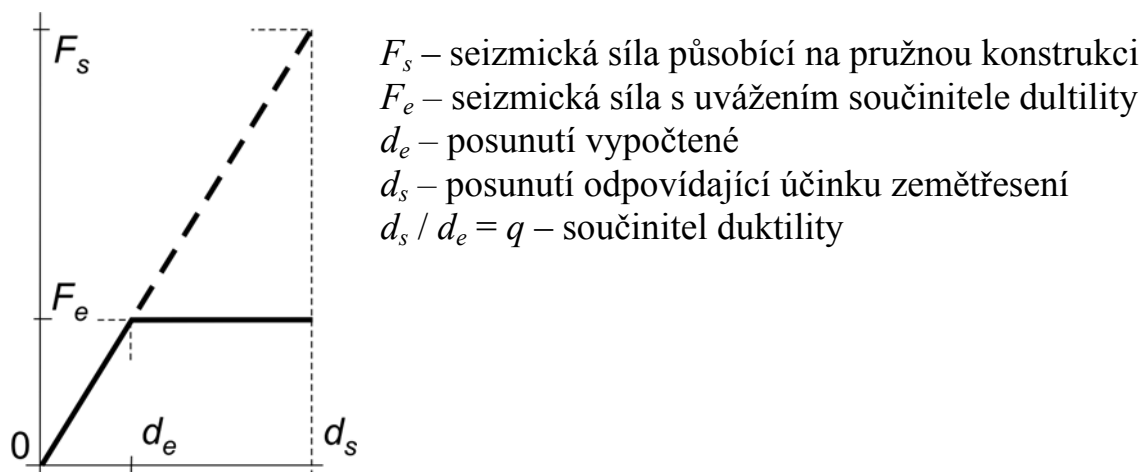 F_s
F_s – seizmická síla působící na pružnou konstrukci
F_e – seizmická síla s uvážením součinitele dultility
d_e – posunutí vypočtené
d_s – posunutí odpovídající účinku zemětřesení
d_s / d_e = q – součinitel duktility
F_e
0
d_e
d_s